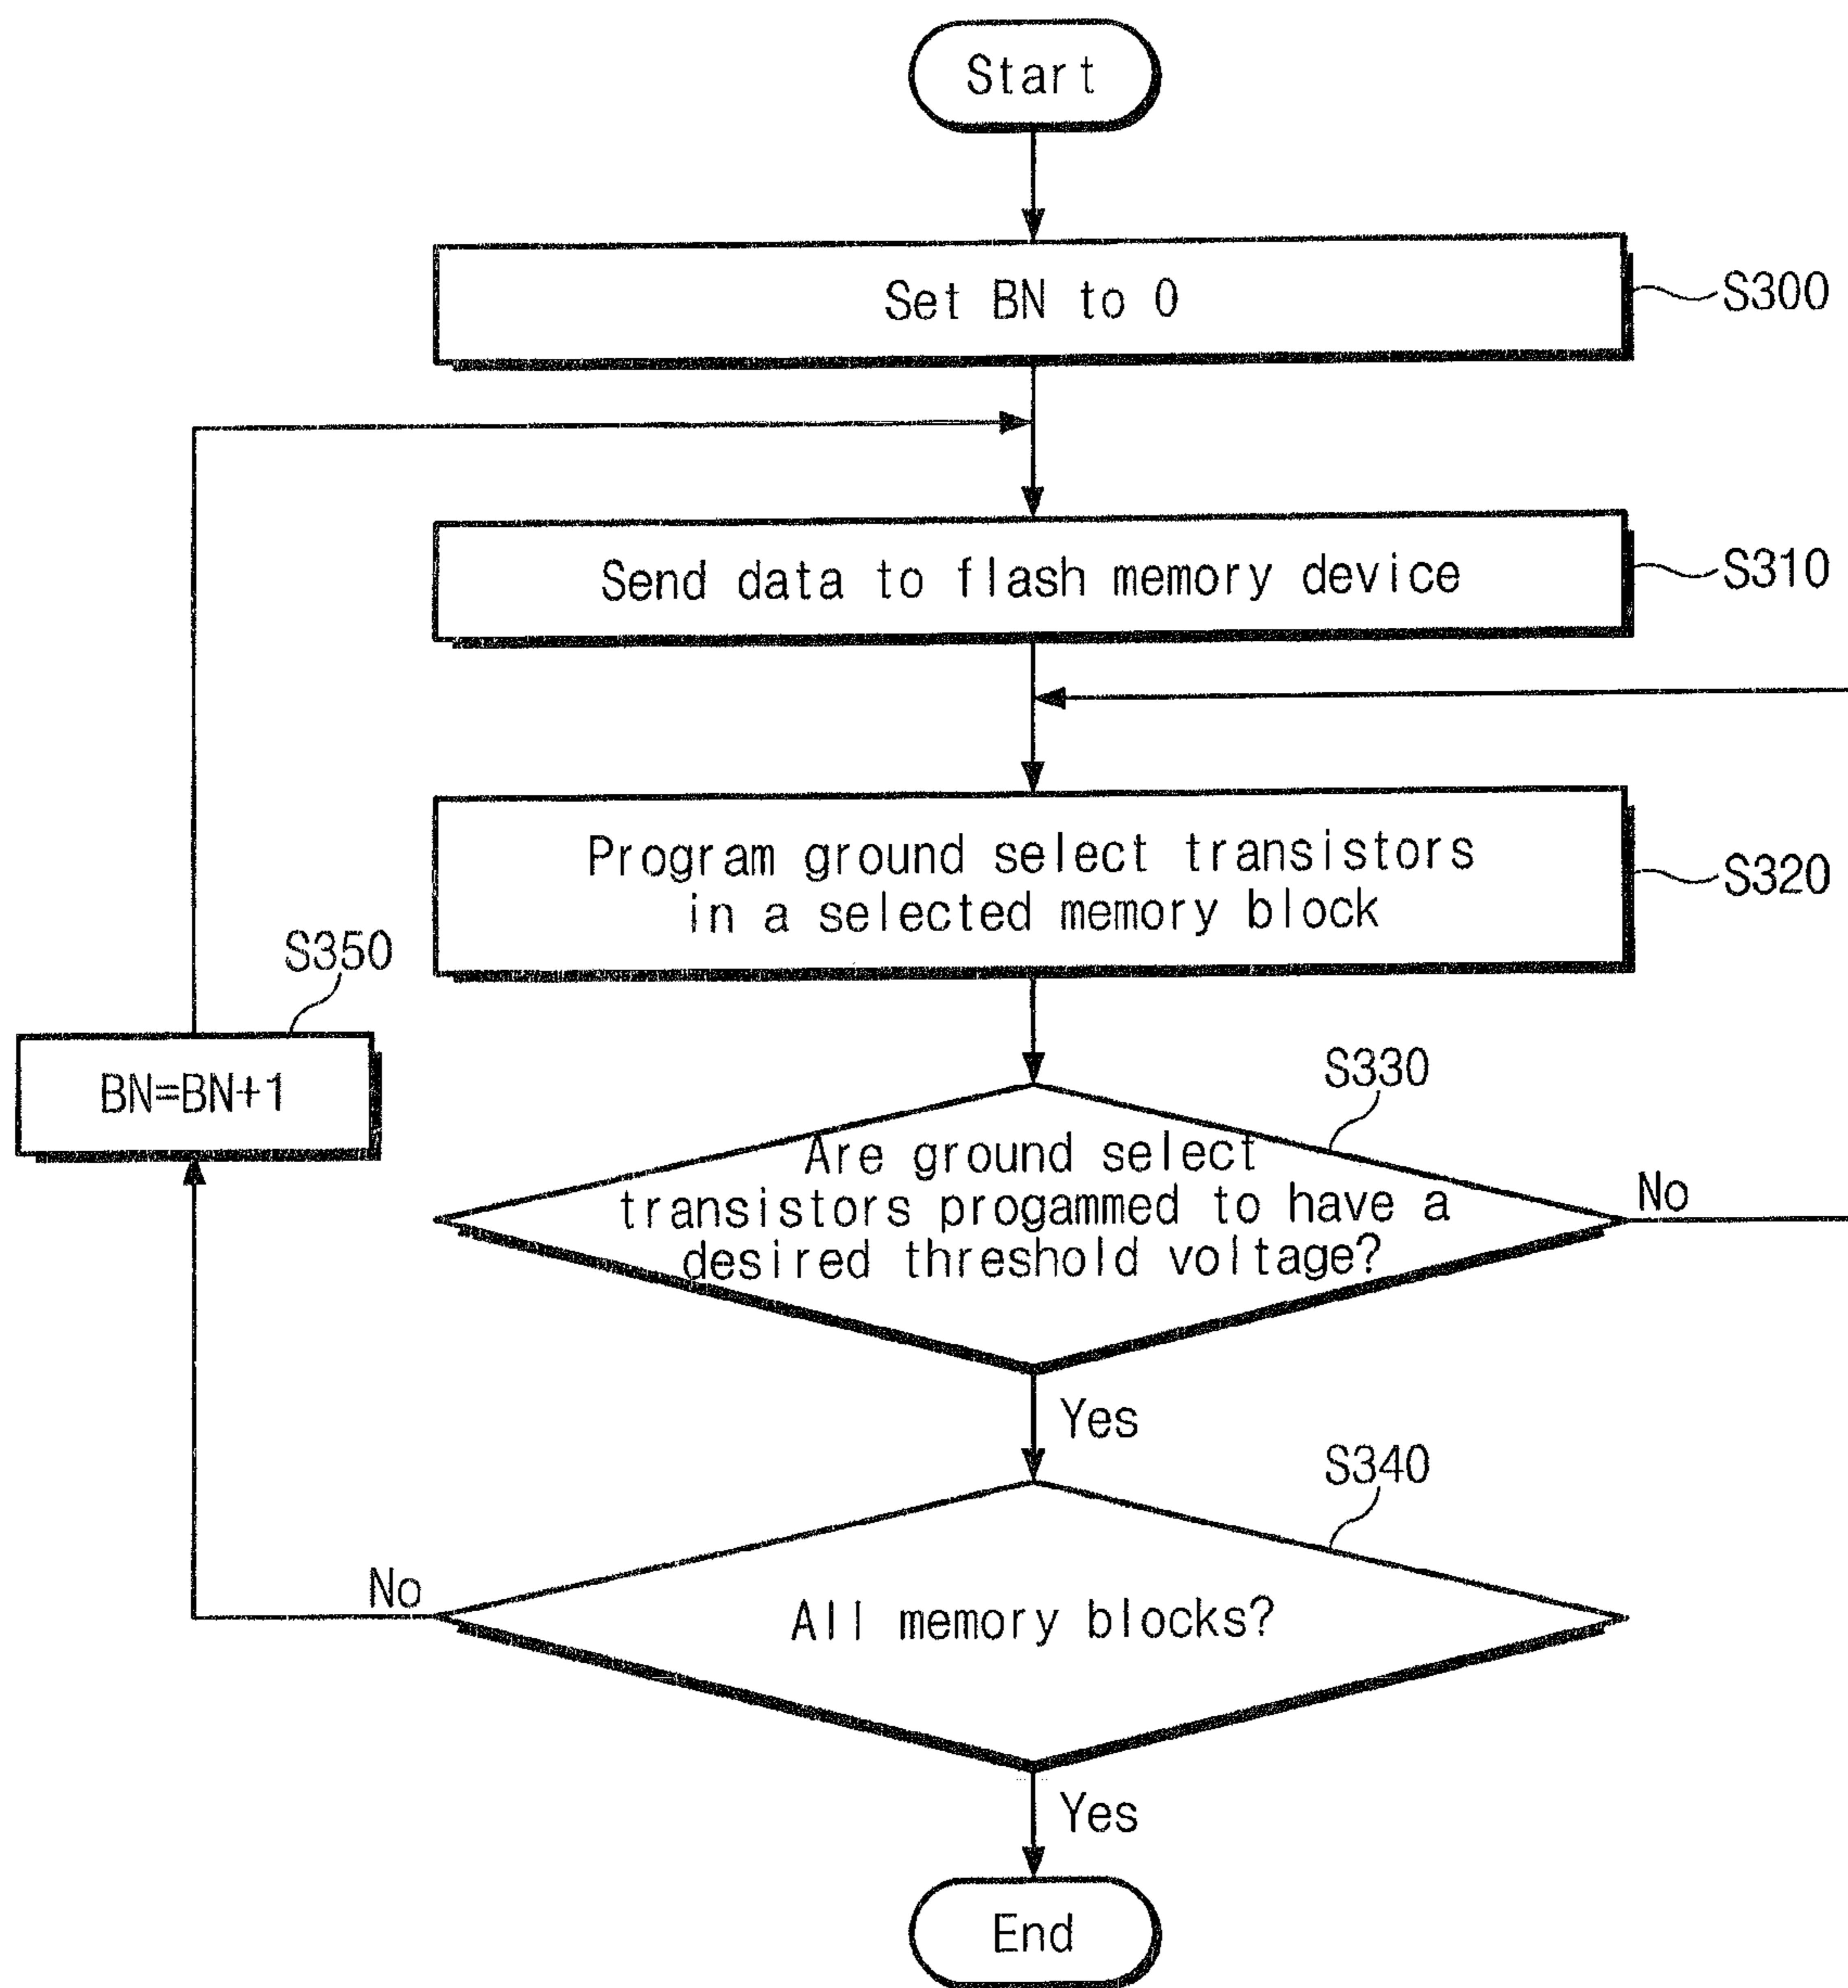 Start
Set BN to 0
S300
Send data to flash memory device
S310
Program ground select transistors
in a selected memory block
S320
S350
BN=BN+1
S330
Are ground select
transistors progammed to have a
desired threshold voltage?
No
Yes
S340
No
All memory blocks?
Yes
End